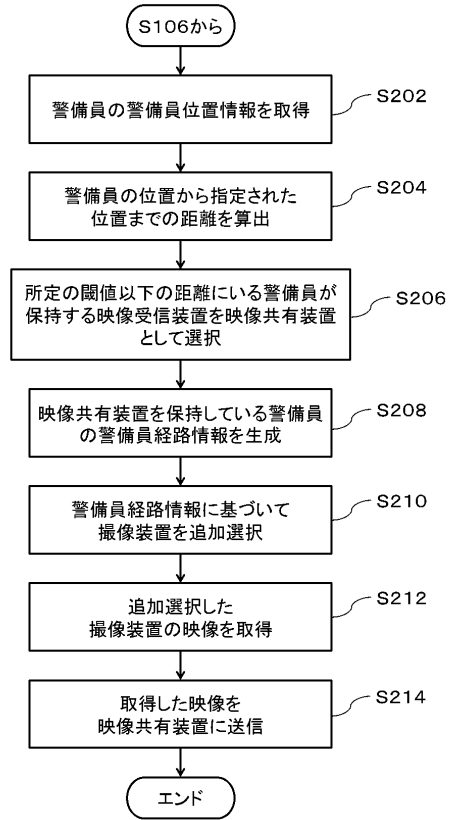 S106から
警備員の警備員位置情報を取得
S202
警備員の位置から指定された
位置までの距離を算出
S204
所定の閾値以下の距離にいる警備員が
保持する映像受信装置を映像共有装置
として選択
S206
映像共有装置を保持している警備員
の警備員経路情報を生成
S208
警備員経路情報に基づいて
撮像装置を追加選択
S210
追加選択した
撮像装置の映像を取得
S212
取得した映像を
映像共有装置に送信
S214
エンド